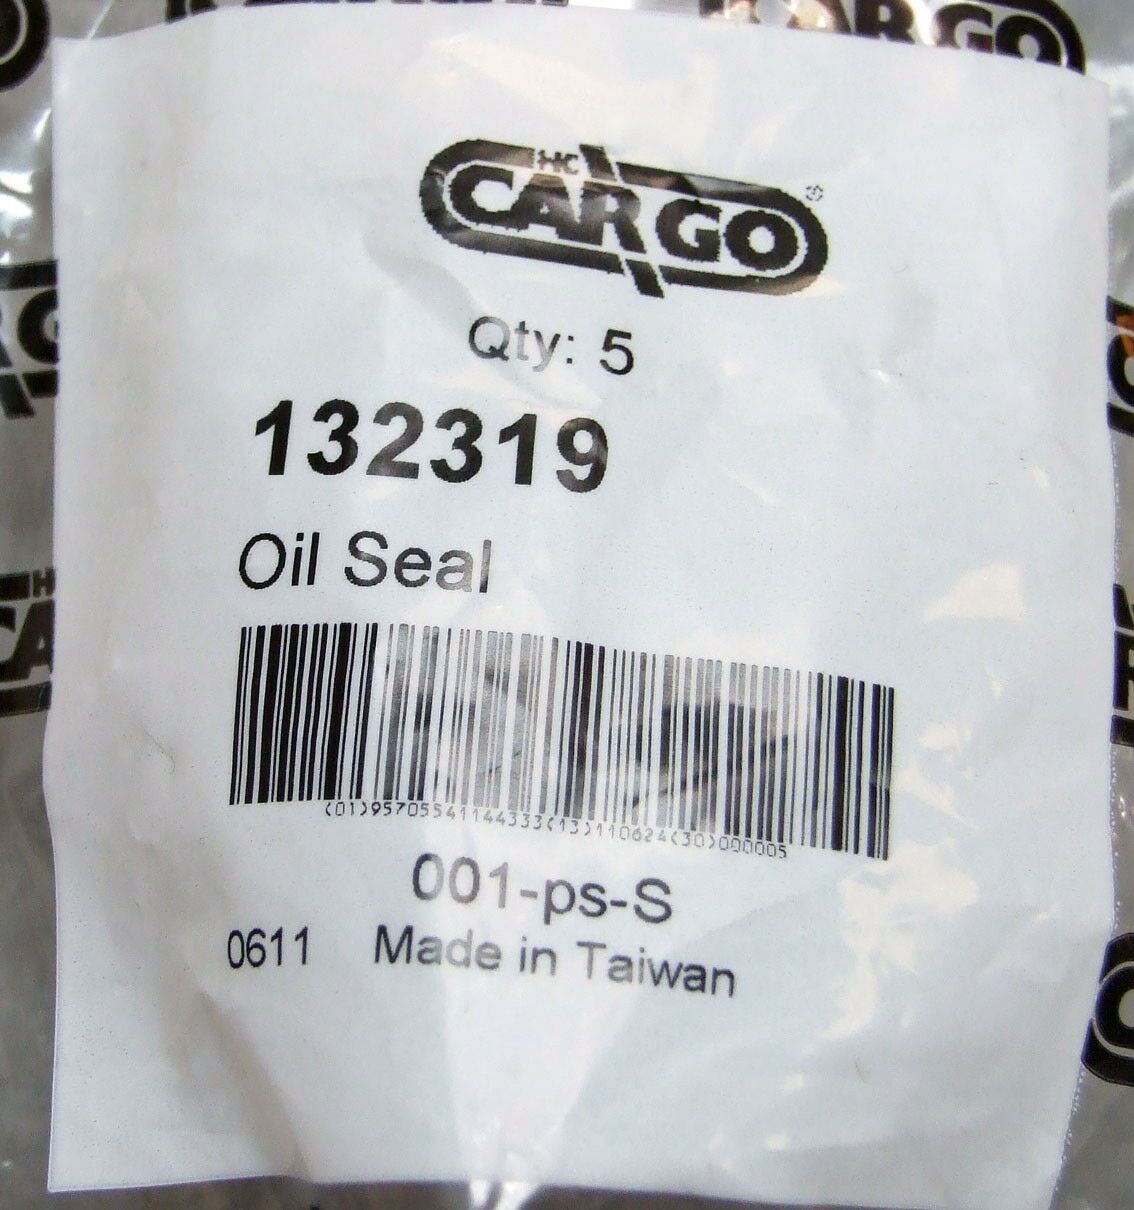 CARGO
HC
CARGO
Qty: 5
132319
Oil Seal
(01)95705541144333(13)110624(30)000005
001-ps-S
0611 Made in Taiwan